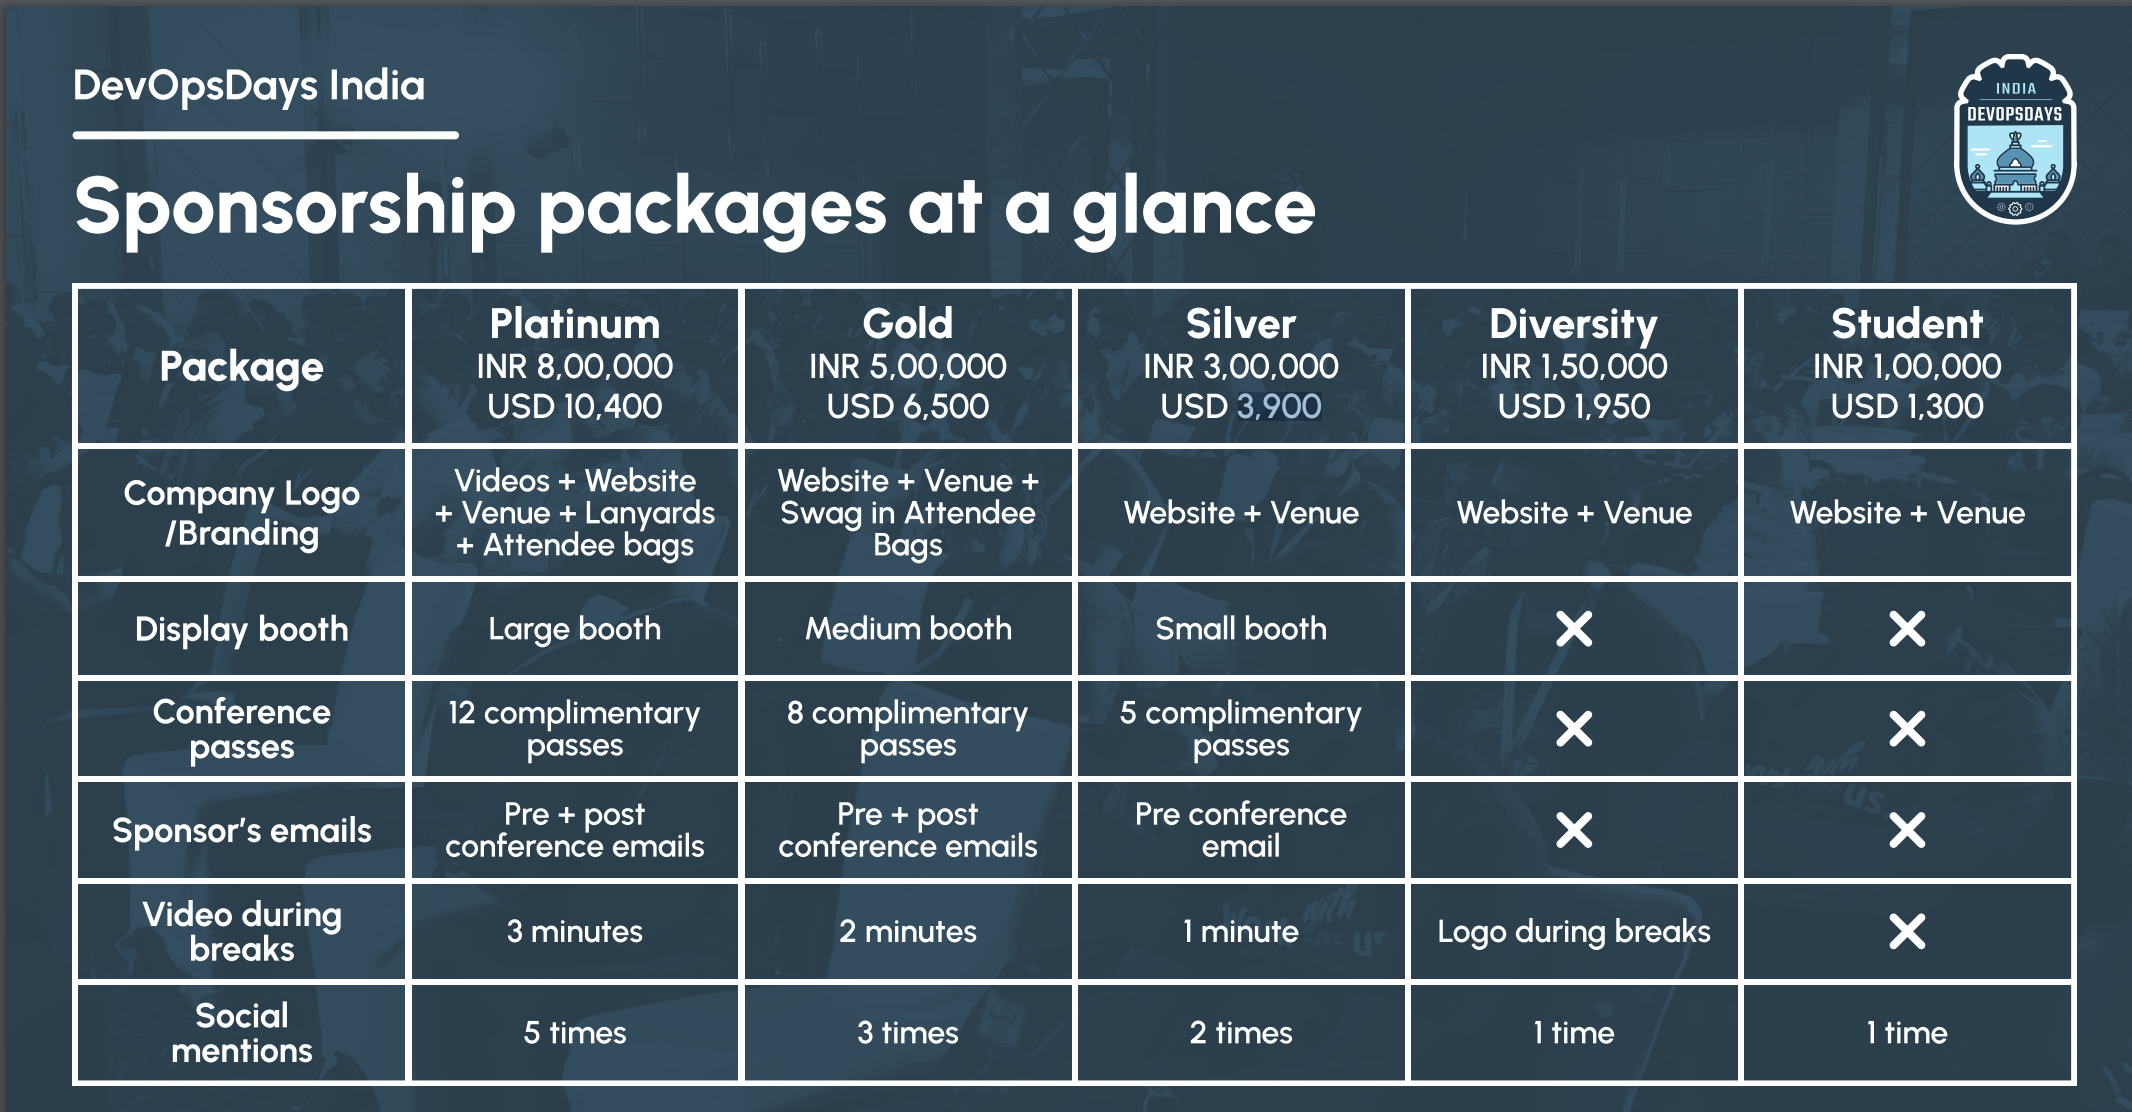 DevOpsDays India
INDIA
DEVOPSDAYS
Sponsorship packages at a glance
Package
Platinum
INR 8,00,000
USD 10,400
Gold
INR 5,00,000
USD 6,500
Silver
INR 3,00,000
USD 3,900
Diversity
INR 1,50,000
USD 1,950
Student
INR 1,00,000
USD 1,300
Company Logo
/Branding
Videos + Website
+ Venue + Lanyards
+ Attendee bags
Website + Venue +
Swag in Attendee
Bags
Website + Venue
Website + Venue
Website + Venue
Display booth
Large booth
Medium booth
Small booth
Conference
passes
12 complimentary
passes
8 complimentary
passes
5 complimentary
passes
Sponsor's emails
Pre + post
conference emails
Pre + post
conference emails
Pre conference
email
Video during
breaks
3 minutes
2 minutes
1 minute
Logo during breaks
Social
mentions
5 times
3 times
2 times
1 time
1 time